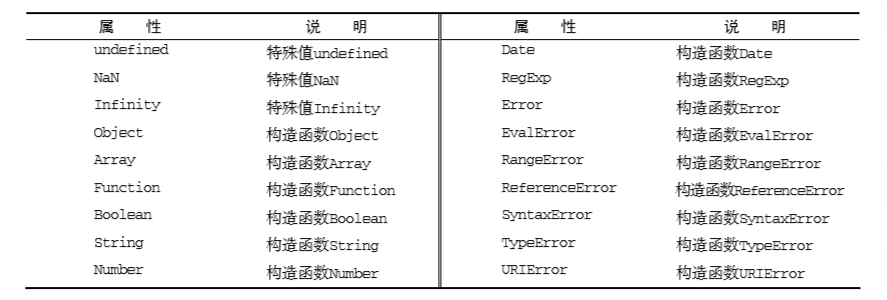 属 性 说 明 属 性 说 明
undefined 特殊值undefined Date 构造函数Date
NaN 特殊值NaN RegExp 构造函数RegExp
Infinity 特殊值Infinity Error 构造函数Error
Object 构造函数Object EvalError 构造函数EvalError
Array 构造函数Array RangeError 构造函数RangeError
Function 构造函数Function ReferenceError 构造函数ReferenceError
Boolean 构造函数Boolean SyntaxError 构造函数SyntaxError
String 构造函数String TypeError 构造函数TypeError
Number 构造函数Number URIError 构造函数URIError